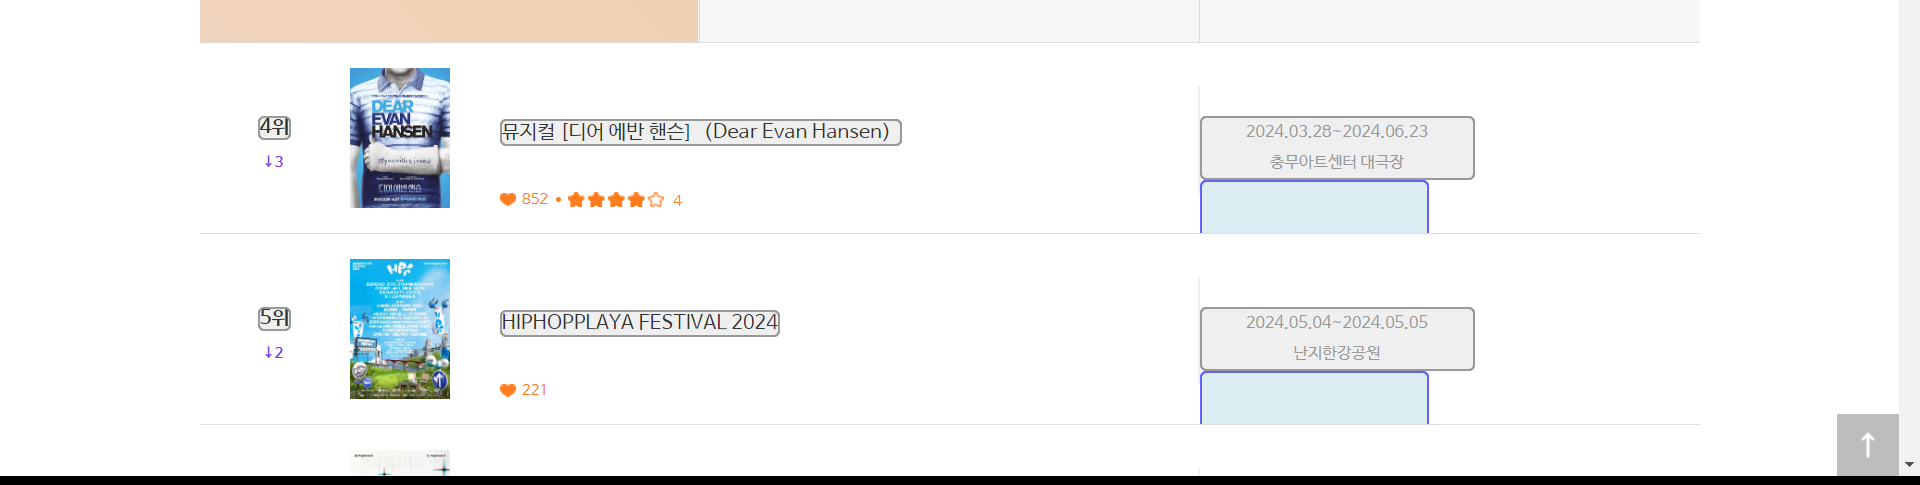 4위
↓3
DEAR
EVAN
HANSEN
디어 에반 핸슨
뮤지컬 [디어 에반 핸슨] (Dear Evan Hansen)
852 • 4
2024.03.28~2024.06.23
충무아트센터 대극장
5위
↓2
HIPHOPPLAYA FESTIVAL 2024
221
2024.05.04~2024.05.05
난지한강공원
↑